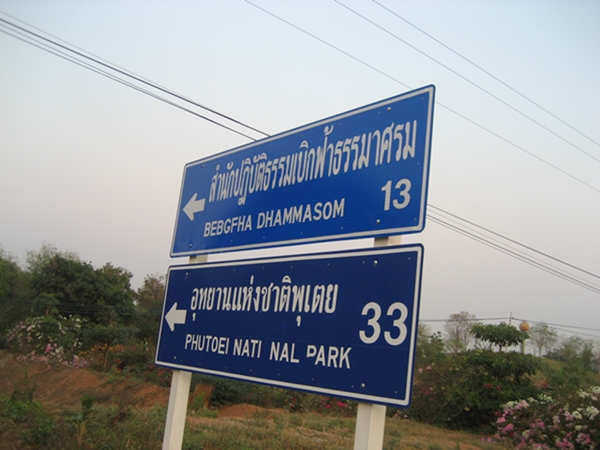 สำนักปฏิบัติธรรมเบิกฟ้าธรรมาศรม
BEBGFHA DHAMMASOM 13
อุทยานแห่งชาติพุเตย
PHUTOEI NATI NAL PARK 33